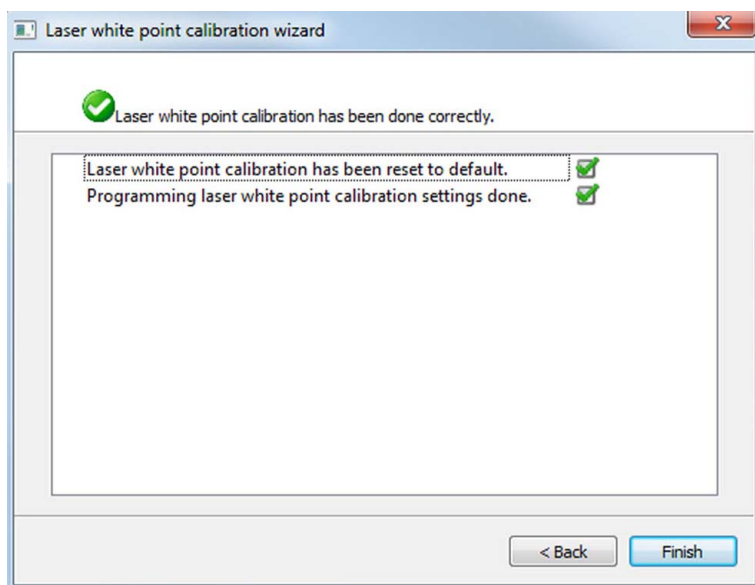 Laser white point calibration wizard
Laser white point calibration has been done correctly.
Laser white point calibration has been reset to default.
Programming laser white point calibration settings done.
< Back
Finish